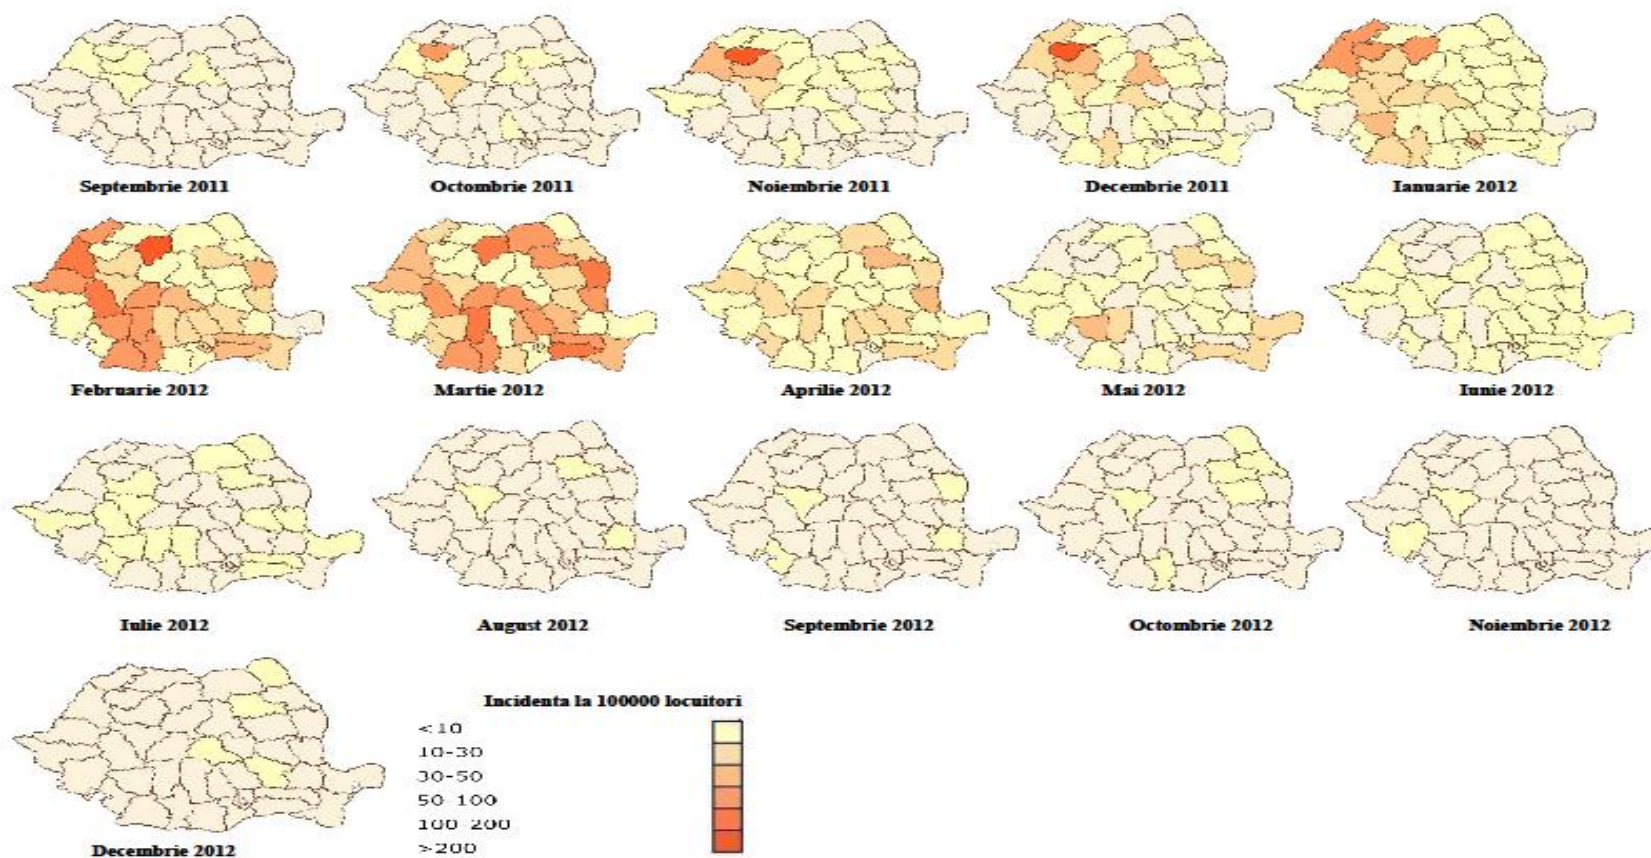 Septembrie 2011
Octombrie 2011
Noiembrie 2011
Decembrie 2011
Ianuarie 2012
Februarie 2012
Martie 2012
Aprilie 2012
Mai 2012
Iunie 2012
Iulie 2012
August 2012
Septembrie 2012
Octombrie 2012
Noiembrie 2012
Decembrie 2012
Incidenta la 100000 locuitori
<10
10-30
30-50
50-100
100-200
>200